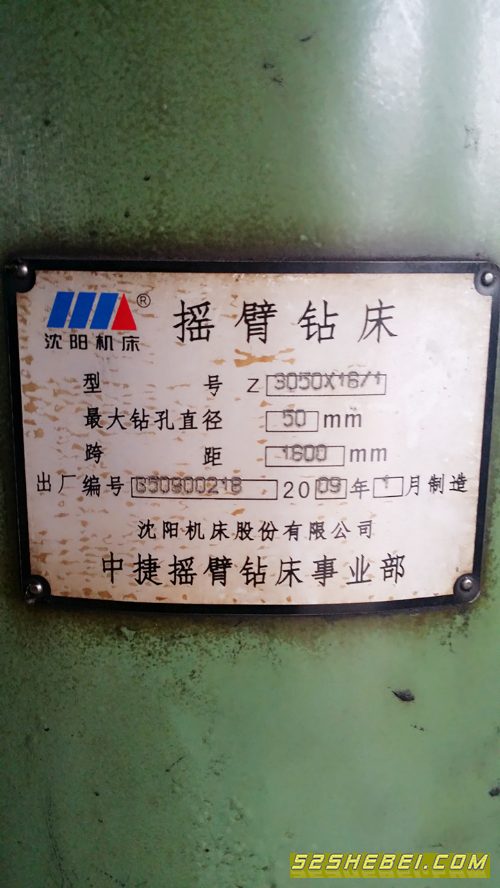 沈阳机床®
摇臂钻床
型号 Z 3050X16/1
最大钻孔直径 50 mm
跨距 1600 mm
出厂编号 B50900218 2009年1月制造
沈阳机床股份有限公司
中捷摇臂钻床事业部
52SHEBEI.COM